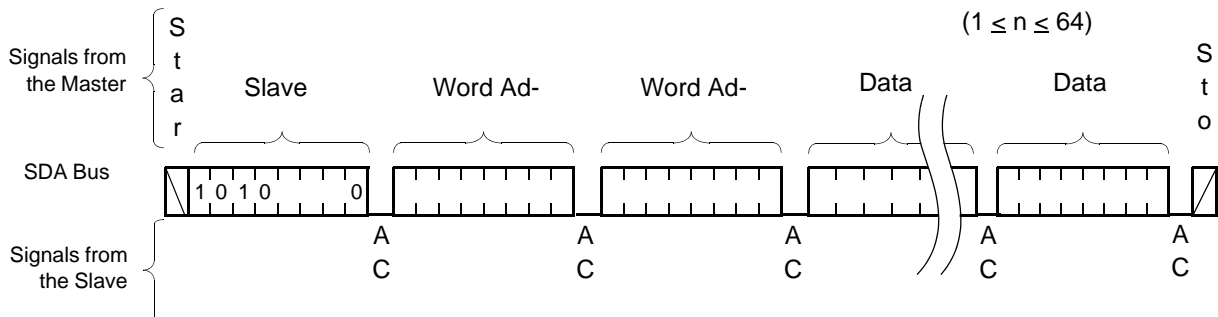 S
t
a
r
(1 ≤ n ≤ 64)
S
t
o
Signals from
the Master
Slave
Word Ad-
Word Ad-
Data
Data
SDA Bus
1 0 1 0 0
A
C
A
C
A
C
A
C
A
C
Signals from
the Slave